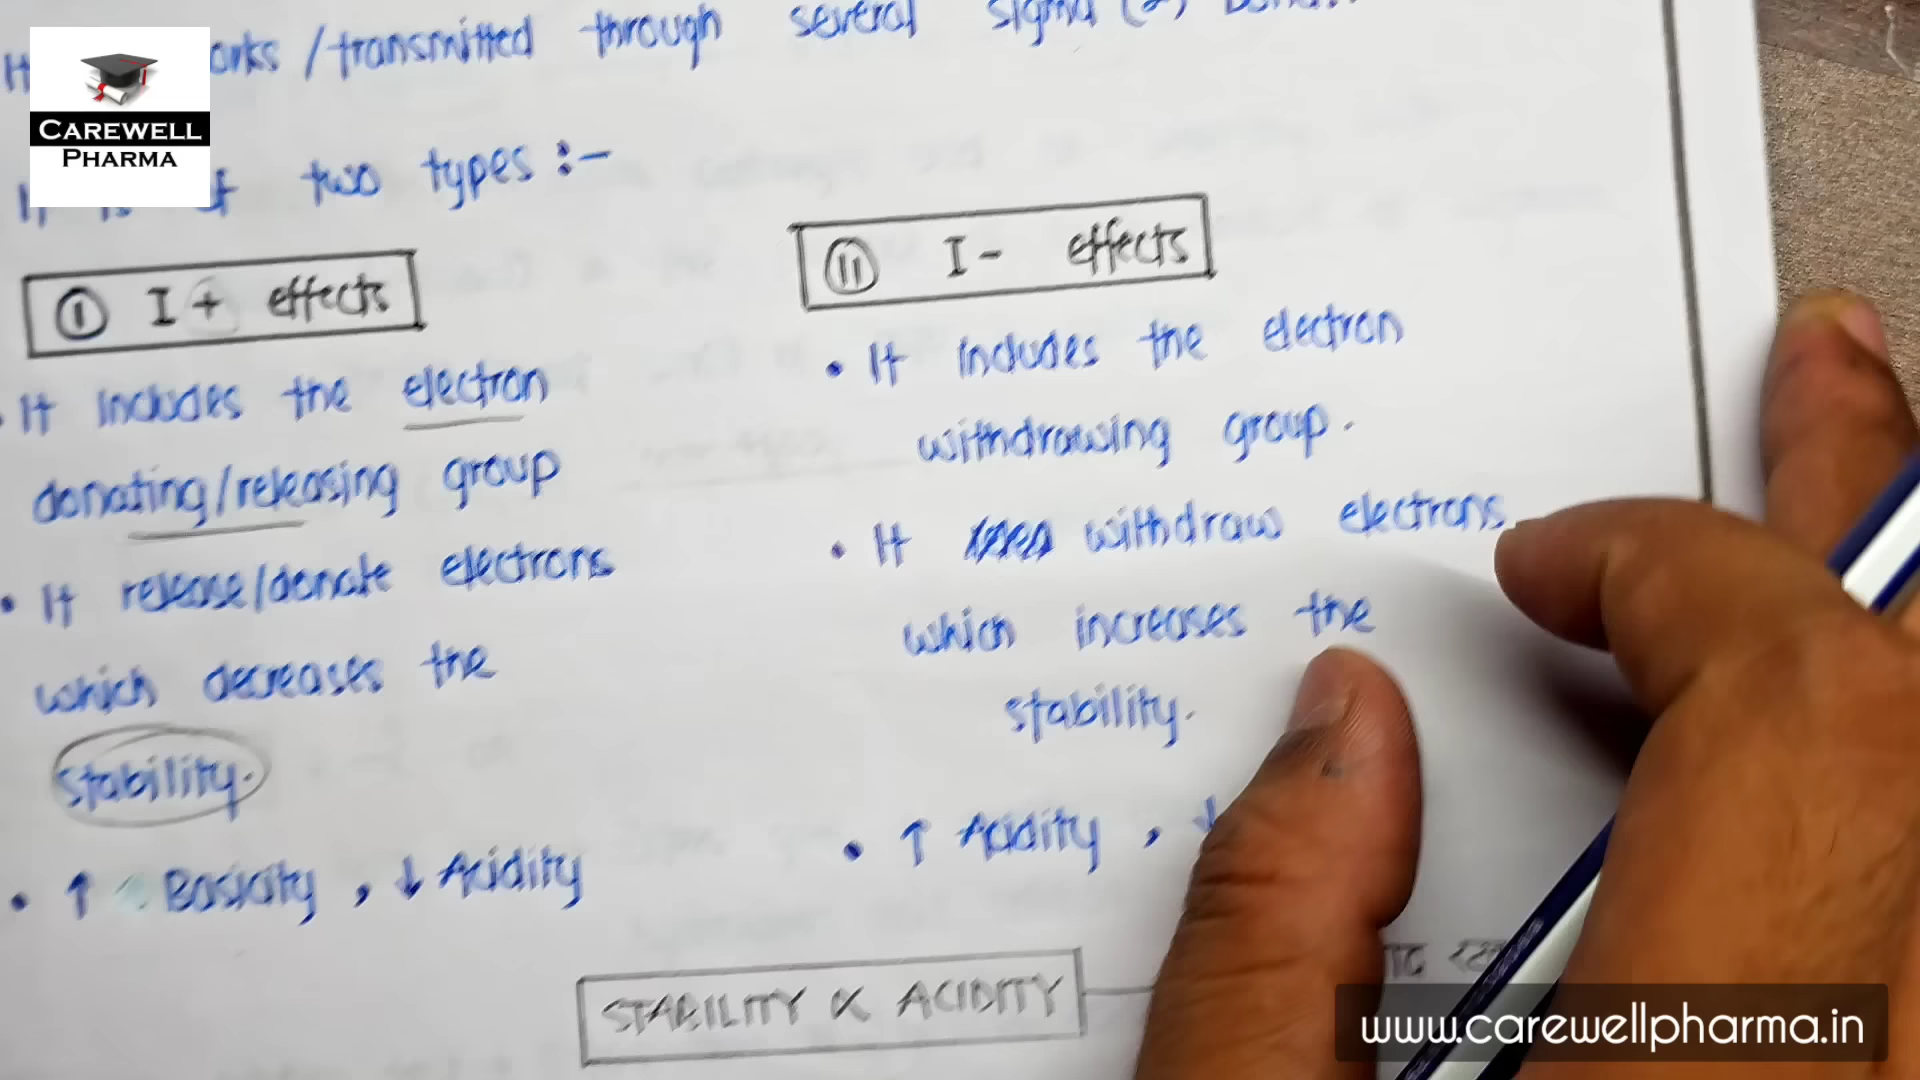 CAREWELL
PHARMA
/transmitted through several
two types :-
① I + effects
It includes the electron
donating/releasing group
• It release/donate electrons
which decreases the
stability.
• ↑ Basicity , ↓ Acidity
ⓘⓘ I - effects
• It includes the electron
withdrawing group.
• It withdraw electrons
which increases the
stability.
• ↑ Acidity , ↓
STABILITY ∝ ACIDITY
www.carewellpharma.in